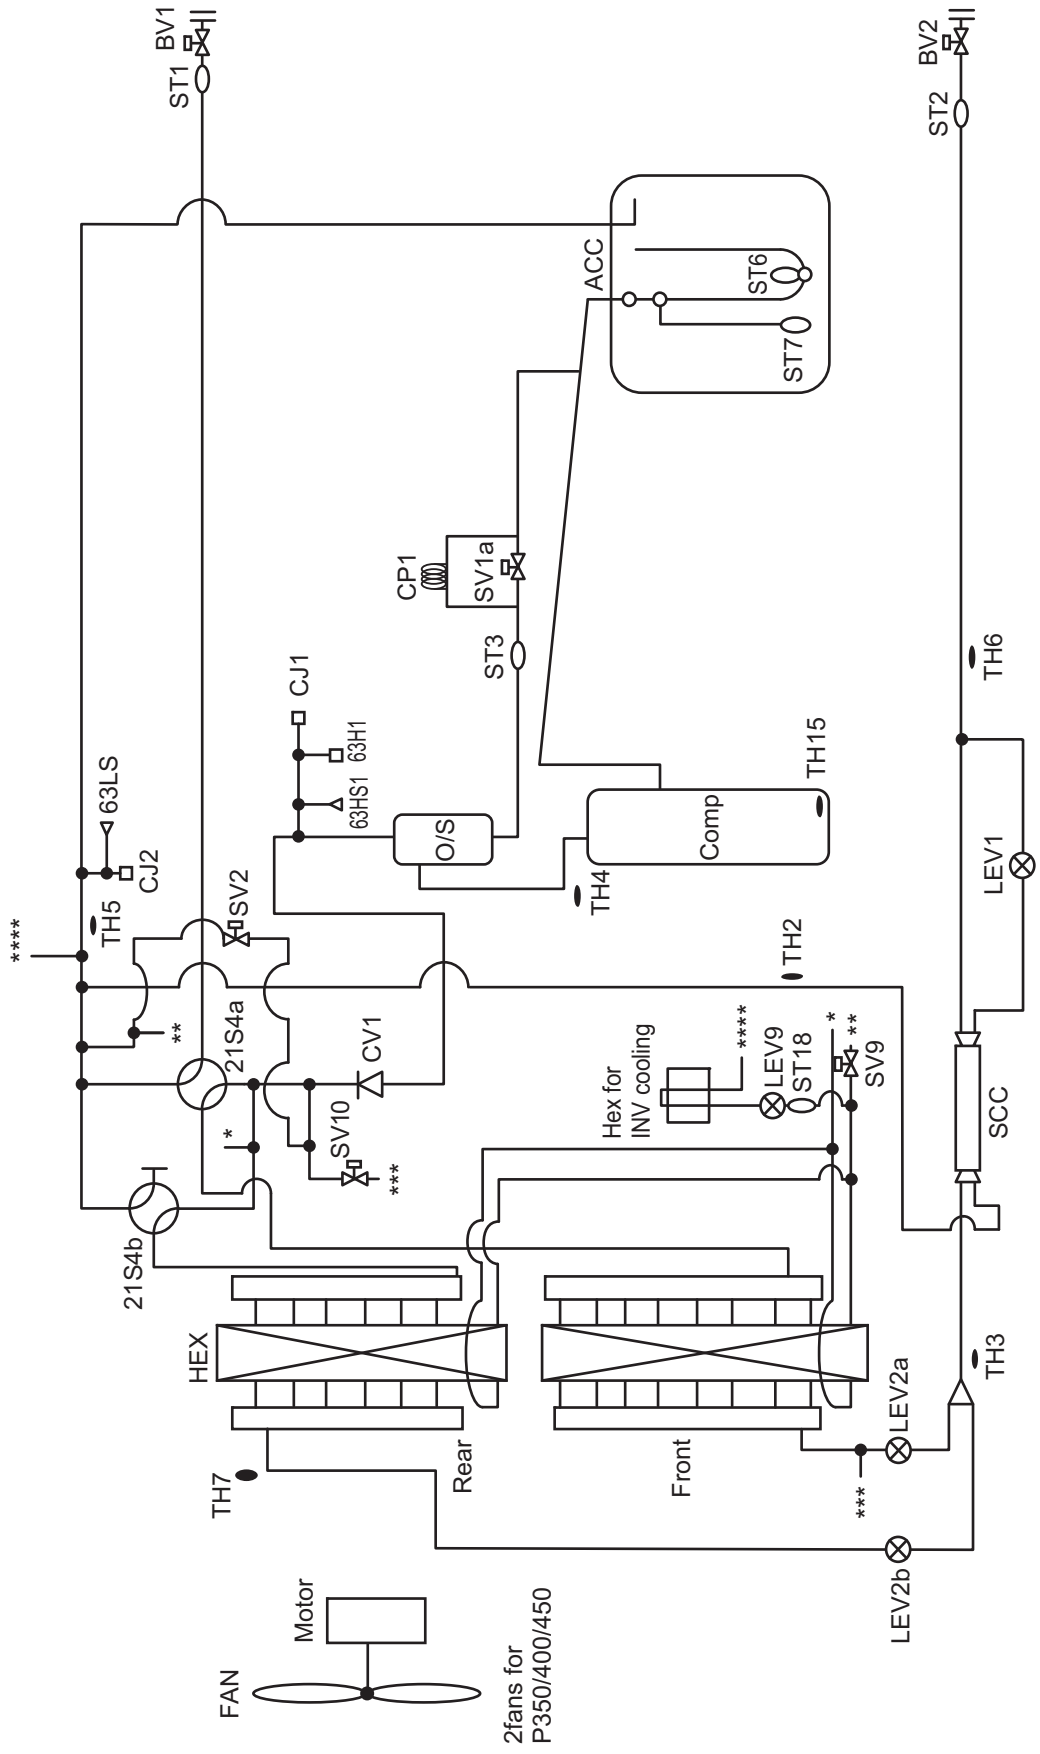 FAN
Motor
2fans for
P350/400/450
TH7
HEX
Rear
Front
21S4b
*
SV10
***
21S4a
**
****
TH5
SV2
CV1
63LS
CJ2
CJ1
63H1
63HS1
O/S
TH4
Comp
TH15
ST3
SV1a
CP1
ACC
ST6
ST7
ST1
BV1
BV2
ST2
TH6
LEV1
SCC
TH2
Hex for
INV cooling
****
LEV9
ST18
*
**
SV9
TH3
LEV2a
***
LEV2b